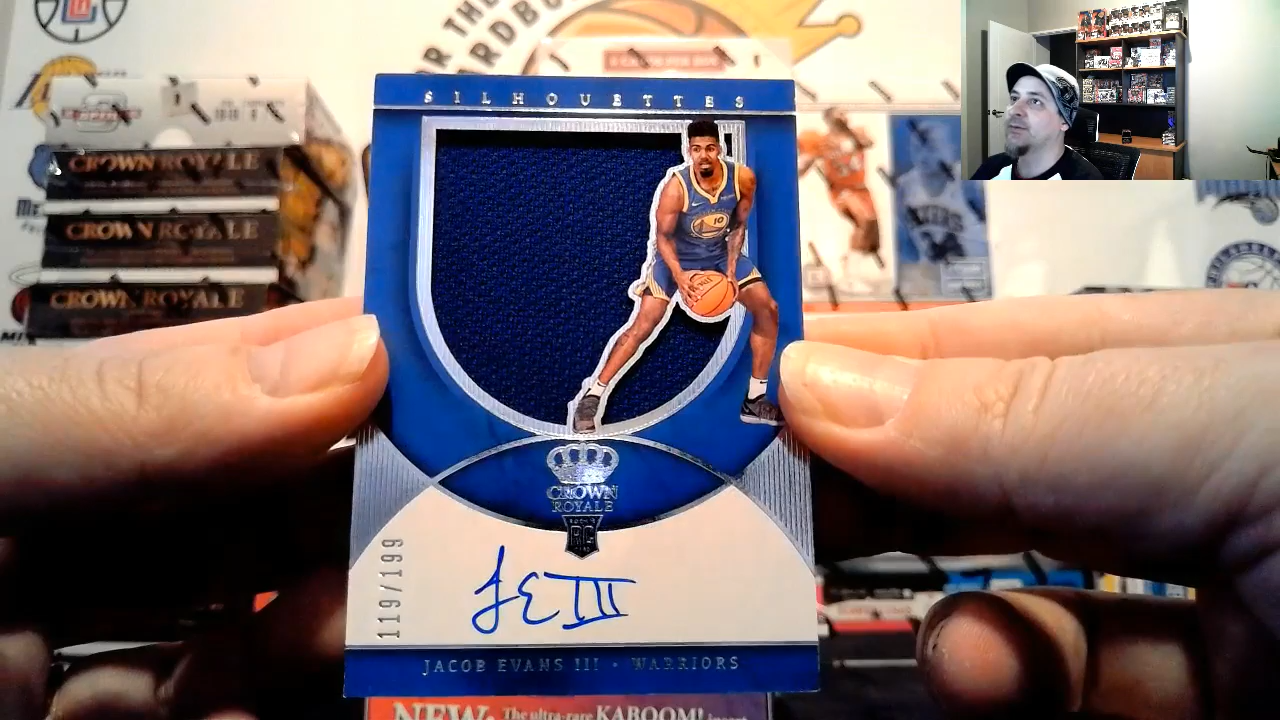 SILHOUETTES
10
CROWN
ROYALE
RC
119/199
JE III
JACOB EVANS III • WARRIORS
CROWN ROYALE
CROWN ROYALE
CROWN ROYALE
NEW: The ultra-rare KABOOM! insert